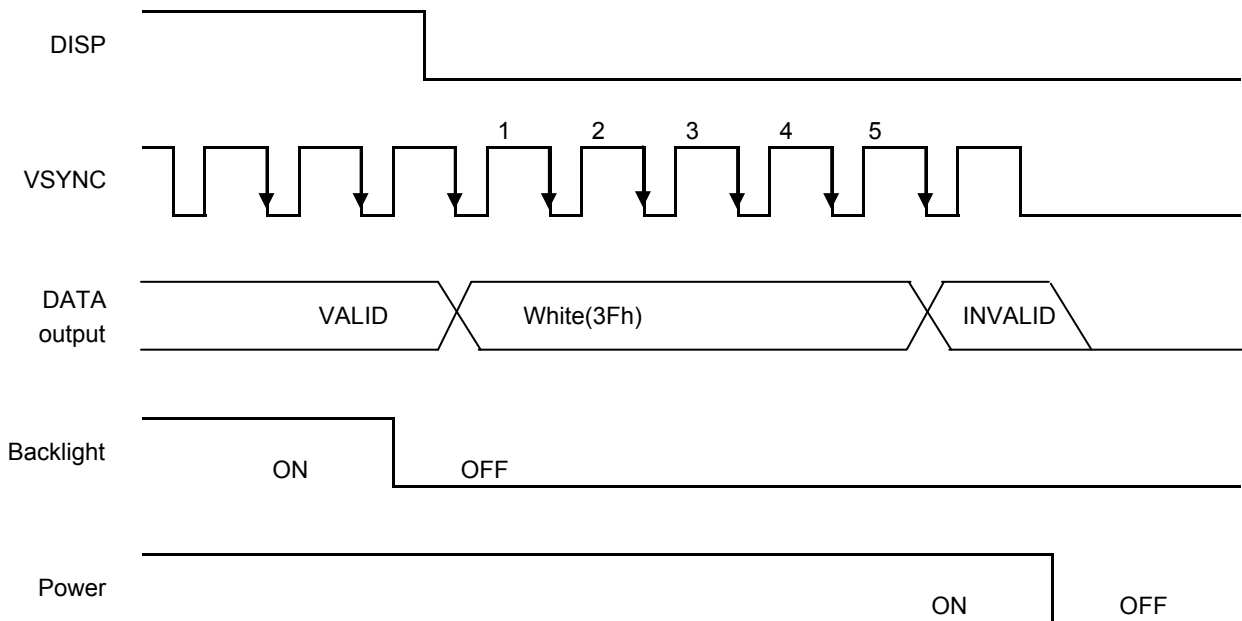 DISP
1 2 3 4 5
VSYNC
DATA
output
VALID White(3Fh) INVALID
Backlight
ON OFF
Power
ON OFF